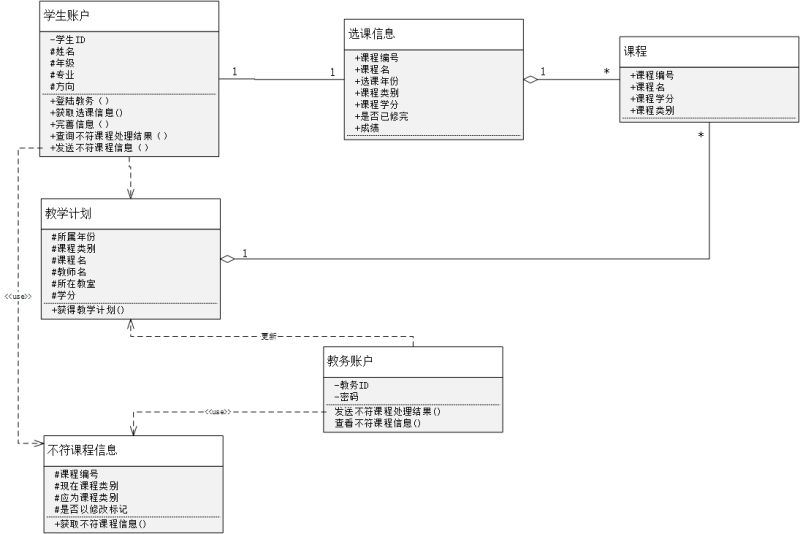 学生账户
-学生ID
#姓名
#年级
#专业
#方向
+登陆教务（）
+获取选课信息()
+完善信息（）
+查询不符课程处理结果（）
+发送不符课程信息（）
1
1
选课信息
+课程编号
+课程名
+选课年份
+课程类别
+课程学分
+是否已修完
+成绩
1
*
课程
+课程编号
+课程名
+课程学分
+课程类别
*
教学计划
#所属年份
#课程类别
#课程名
#教师名
#所在教室
#学分
+获得教学计划()
1
<<use>>
更新
教务账户
-教务ID
-密码
发送不符课程处理结果()
查看不符课程信息()
<<use>>
不符课程信息
#课程编号
#现在课程类别
#应为课程类别
#是否以修改标记
+获取不符课程信息()